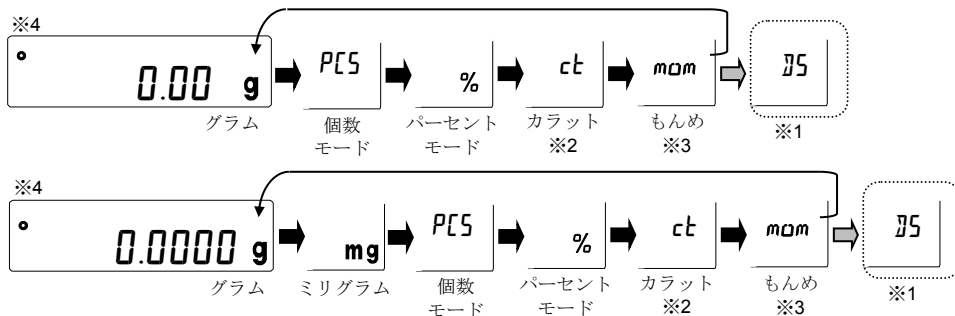 ※4
0.00 g
PCS
%
ct
mom
DS
グラム
個数
モード
パーセント
モード
カラット
※2
もんめ
※3
※1
※4
0.0000 g
mg
PCS
%
ct
mom
DS
グラム
ミリグラム
個数
モード
パーセント
モード
カラット
※2
もんめ
※3
※1